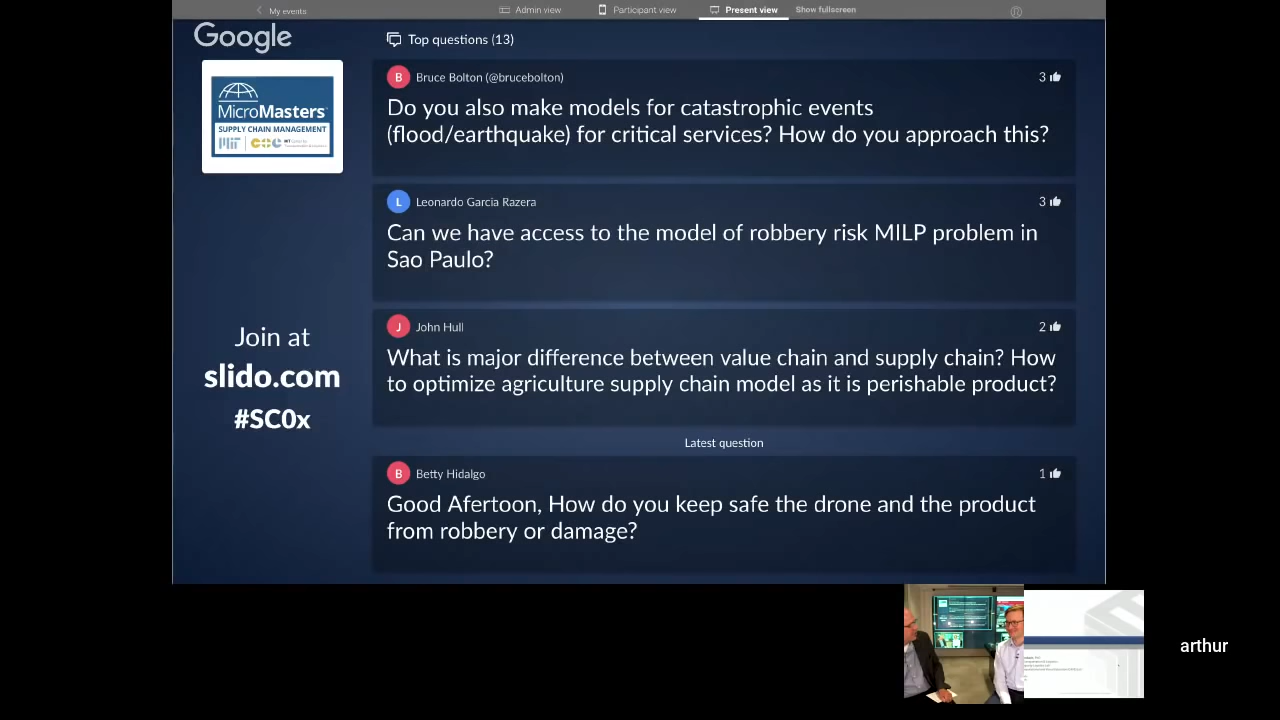 My events
Admin view
Participant view
Present view
Show fullscreen
Google
Top questions (13)
MicroMasters
SUPPLY CHAIN MANAGEMENT
Join at
slido.com
#SC0x
B Bruce Bolton (@brucebolton) 3
Do you also make models for catastrophic events
(flood/earthquake) for critical services? How do you approach this?
L Leonardo Garcia Razera 3
Can we have access to the model of robbery risk MILP problem in
Sao Paulo?
J John Hull 2
What is major difference between value chain and supply chain? How
to optimize agriculture supply chain model as it is perishable product?
Latest question
B Betty Hidalgo 1
Good Afertoon, How do you keep safe the drone and the product
from robbery or damage?
arthur